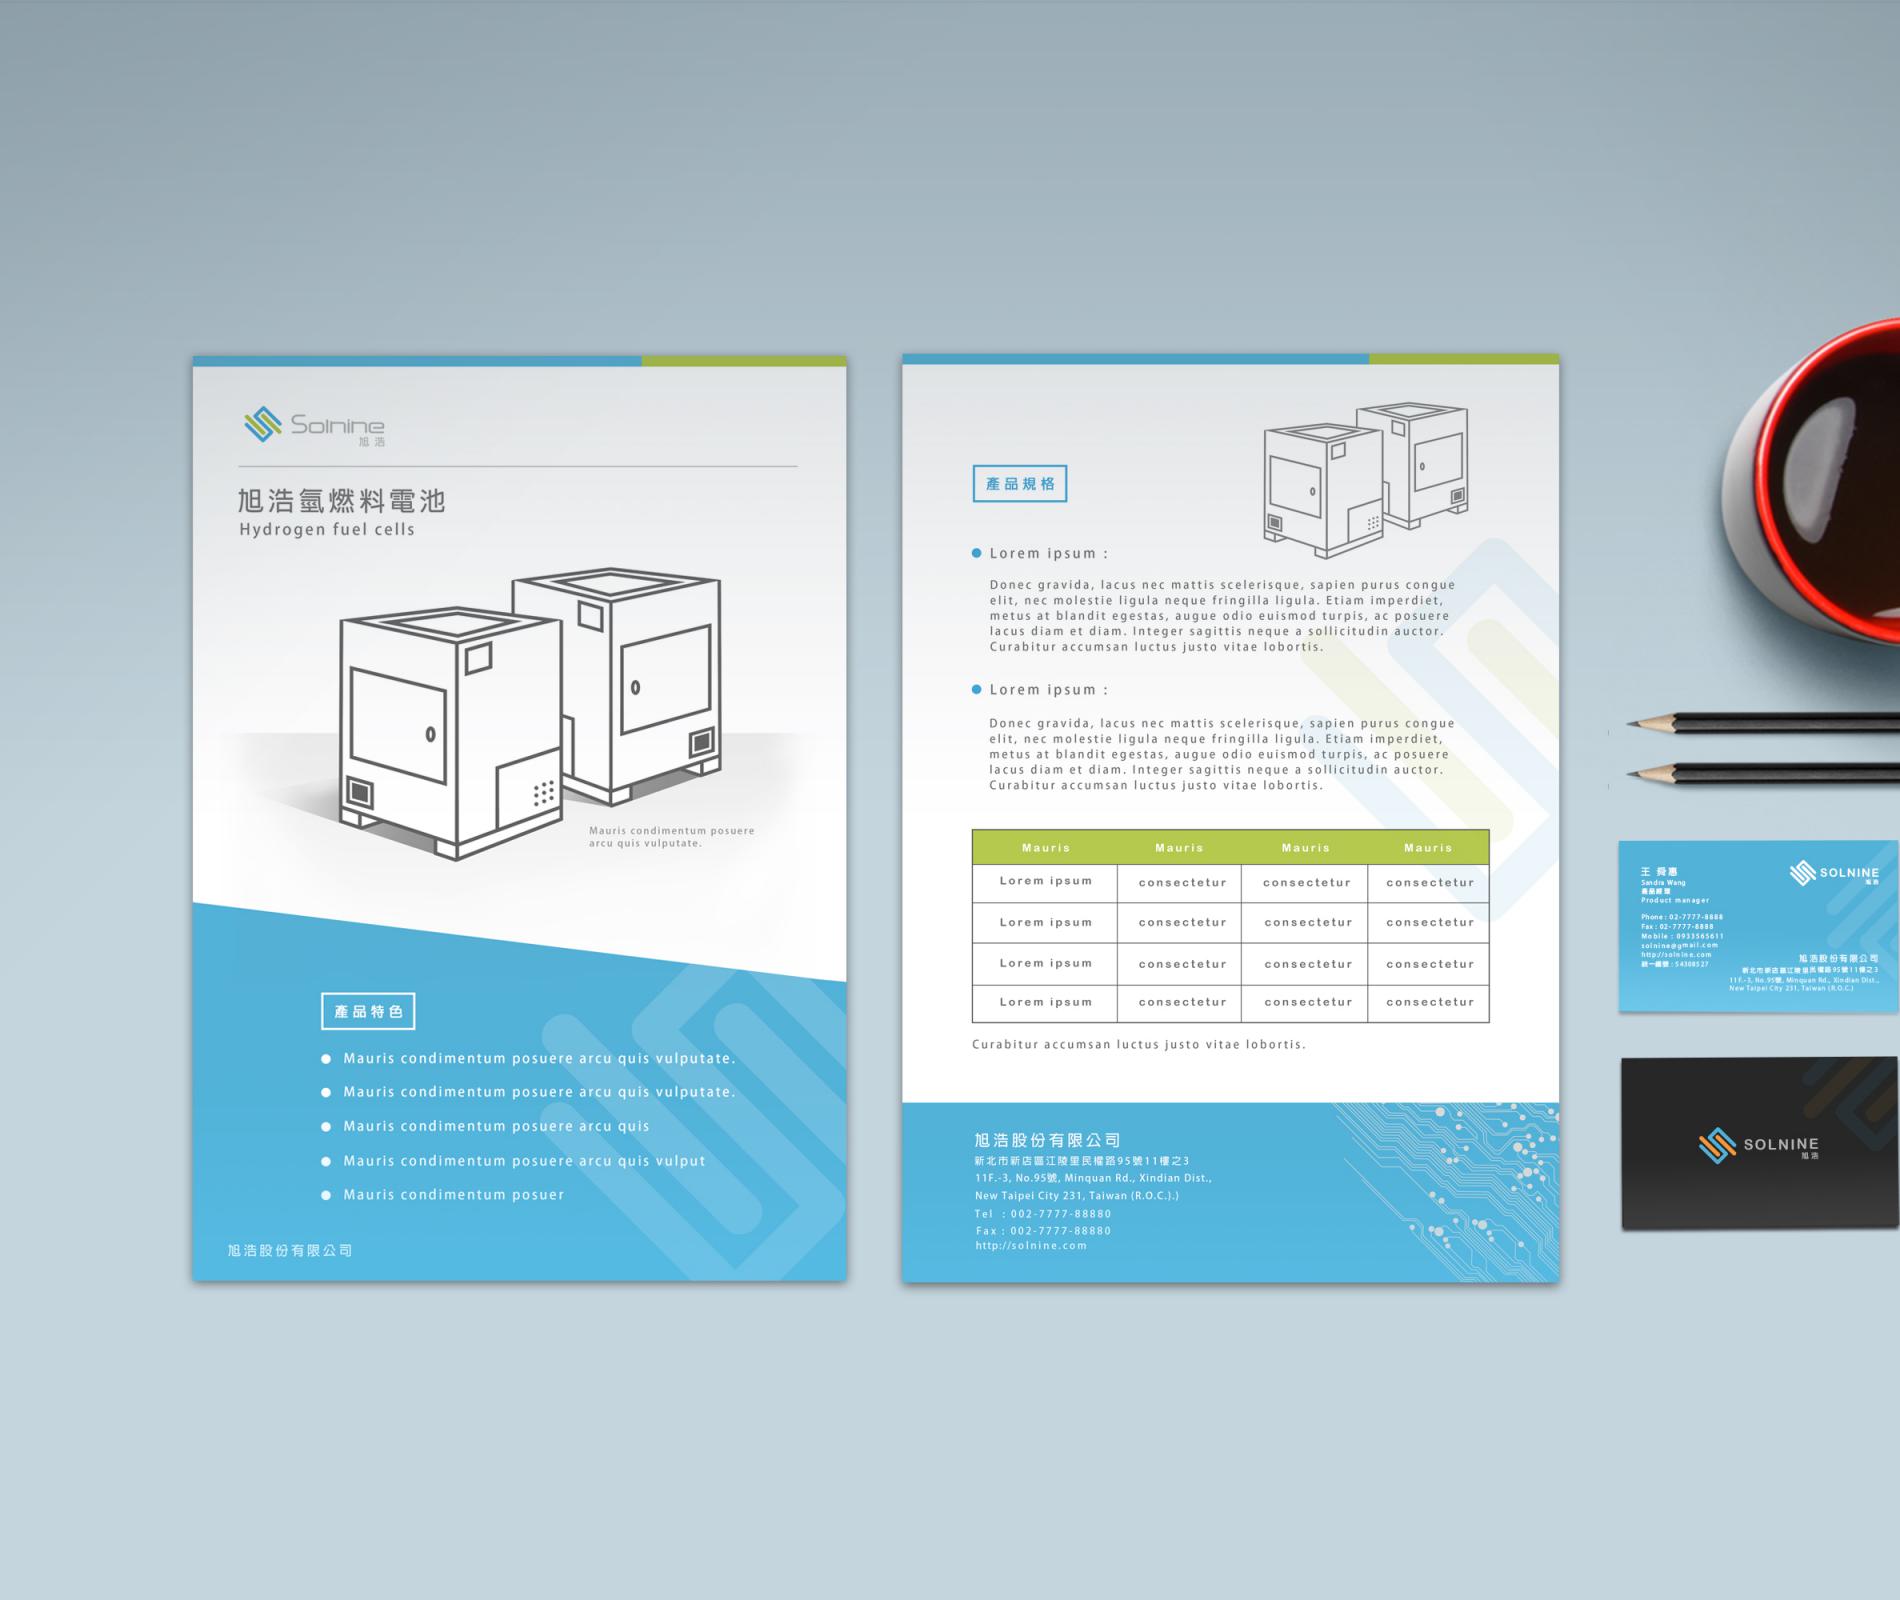 Solnine
旭浩
旭浩氫燃料電池
Hydrogen fuel cells
Mauris condimentum posuere
arcu quis vulputate.
產品特色
Mauris condimentum posuere arcu quis vulputate.
Mauris condimentum posuere arcu quis vulputate.
Mauris condimentum posuere arcu quis
Mauris condimentum posuere arcu quis vulput
Mauris condimentum posuer
旭浩股份有限公司
產品規格
Lorem ipsum :
Donec gravida, lacus nec mattis scelerisque, sapien purus congue
elit, nec molestie ligula neque fringilla ligula. Etiam imperdiet,
metus at blandit egestas, augue odio euismod turpis, ac posuere
lacus diam et diam. Integer sagittis neque a sollicitudin auctor.
Curabitur accumsan luctus justo vitae lobortis.
Lorem ipsum :
Donec gravida, lacus nec mattis scelerisque, sapien purus congue
elit, nec molestie ligula neque fringilla ligula. Etiam imperdiet,
metus at blandit egestas, augue odio euismod turpis, ac posuere
lacus diam et diam. Integer sagittis neque a sollicitudin auctor.
Curabitur accumsan luctus justo vitae lobortis.
Mauris Mauris Mauris Mauris
Lorem ipsum consectetur consectetur consectetur
Lorem ipsum consectetur consectetur consectetur
Lorem ipsum consectetur consectetur consectetur
Lorem ipsum consectetur consectetur consectetur
Curabitur accumsan luctus justo vitae lobortis.
旭浩股份有限公司
新北市新店區江陵里民權路95號11樓之3
11F.-3, No.95號, Minquan Rd., Xindian Dist.,
New Taipei City 231, Taiwan (R.O.C.).)
Tel : 002-7777-88880
Fax : 002-7777-88880
http://solnine.com
王 舜惠
Sandra Wang
產品經理
Product manager
Phone : 02-7777-8888
Fax : 02-7777-8888
Mobile : 0933565611
solnine@gmail.com
http://solnine.com
統一編號 : 54308527
SOLNINE
旭浩
旭浩股份有限公司
新北市新店區江陵里民權路95號11樓之3
11F.-3, No.95號, Minquan Rd., Xindian Dist.,
New Taipei City 231, Taiwan (R.O.C.)
SOLNINE
旭浩